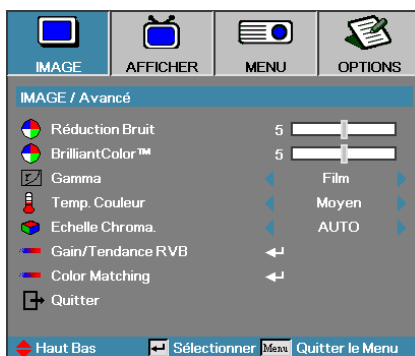 IMAGE AFFICHER MENU OPTIONS
IMAGE / Avancé
Réduction Bruit 5
BrilliantColor™ 5
Gamma Film
Temp. Couleur Moyen
Echelle Chroma. AUTO
Gain/Tendance RVB
Color Matching
Quitter
Haut Bas Sélectionner Menu Quitter le Menu